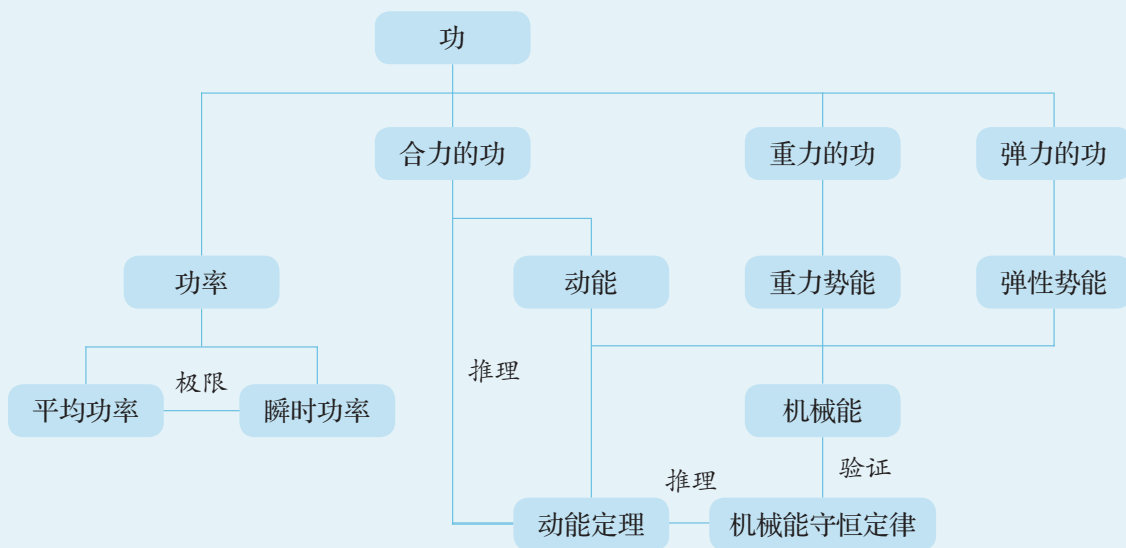 功
合力的功
重力的功
弹力的功
功率
动能
重力势能
弹性势能
推理
极限
平均功率
瞬时功率
机械能
验证
推理
动能定理
机械能守恒定律